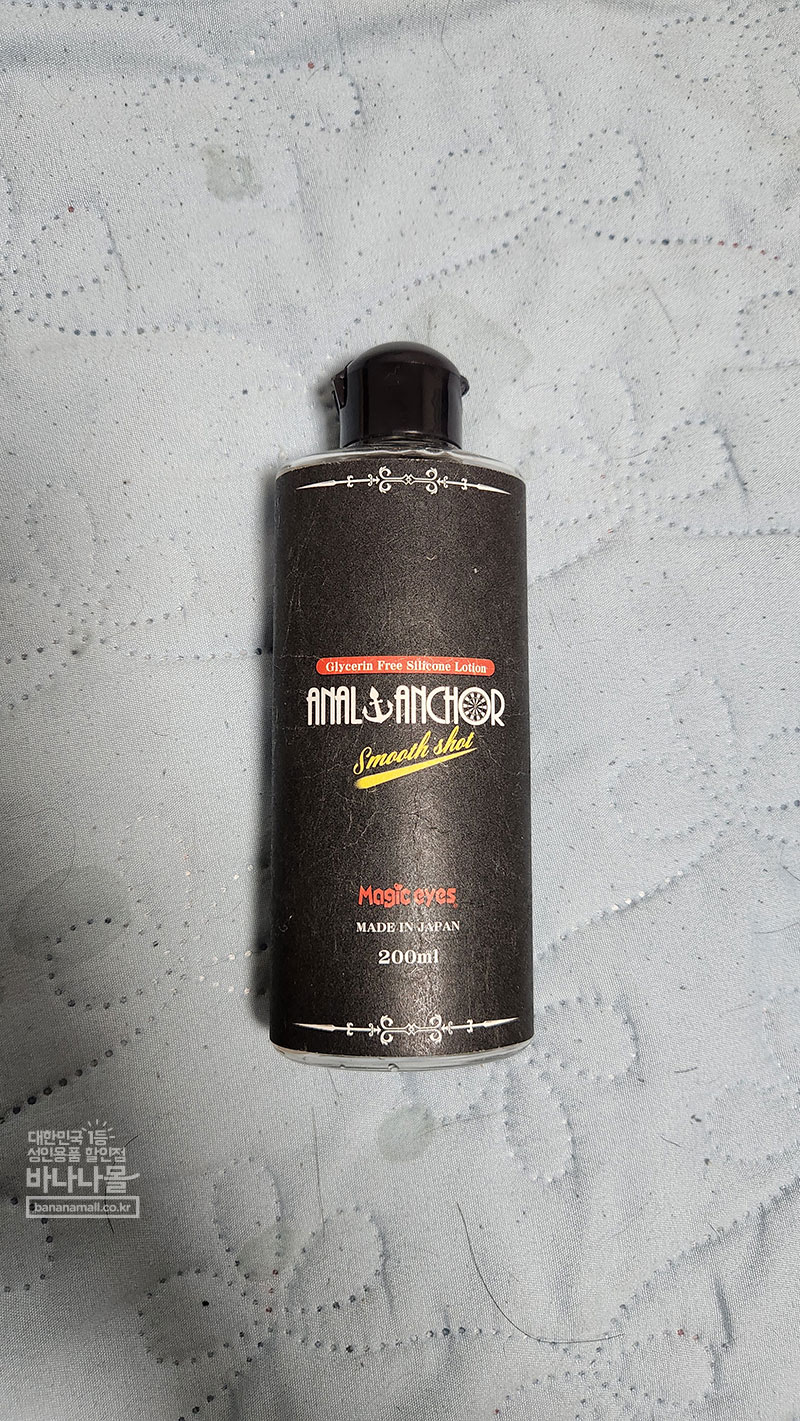 Glycerin Free Silicone Lotion
ANAL ANCHOR
Smooth shot
Magic eyes
MADE IN JAPAN
200ml
대한민국 1등
성인용품 할인점
바나나몰
bananamall.co.kr